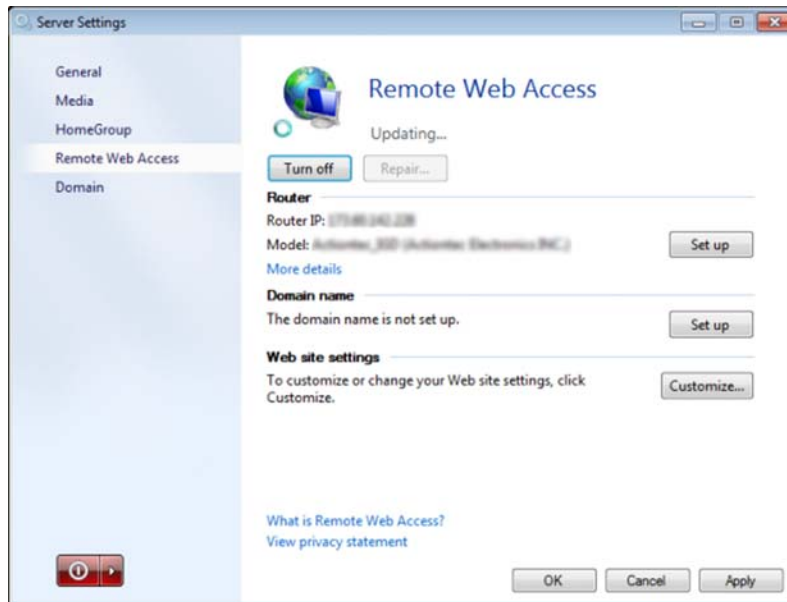 Server Settings
General
Media
HomeGroup
Remote Web Access
Domain
Remote Web Access
Updating...
Turn off
Repair...
Router
Router IP:
Model:
Set up
More details
Domain name
The domain name is not set up.
Set up
Web site settings
To customize or change your Web site settings, click
Customize.
Customize...
What is Remote Web Access?
View privacy statement
OK
Cancel
Apply